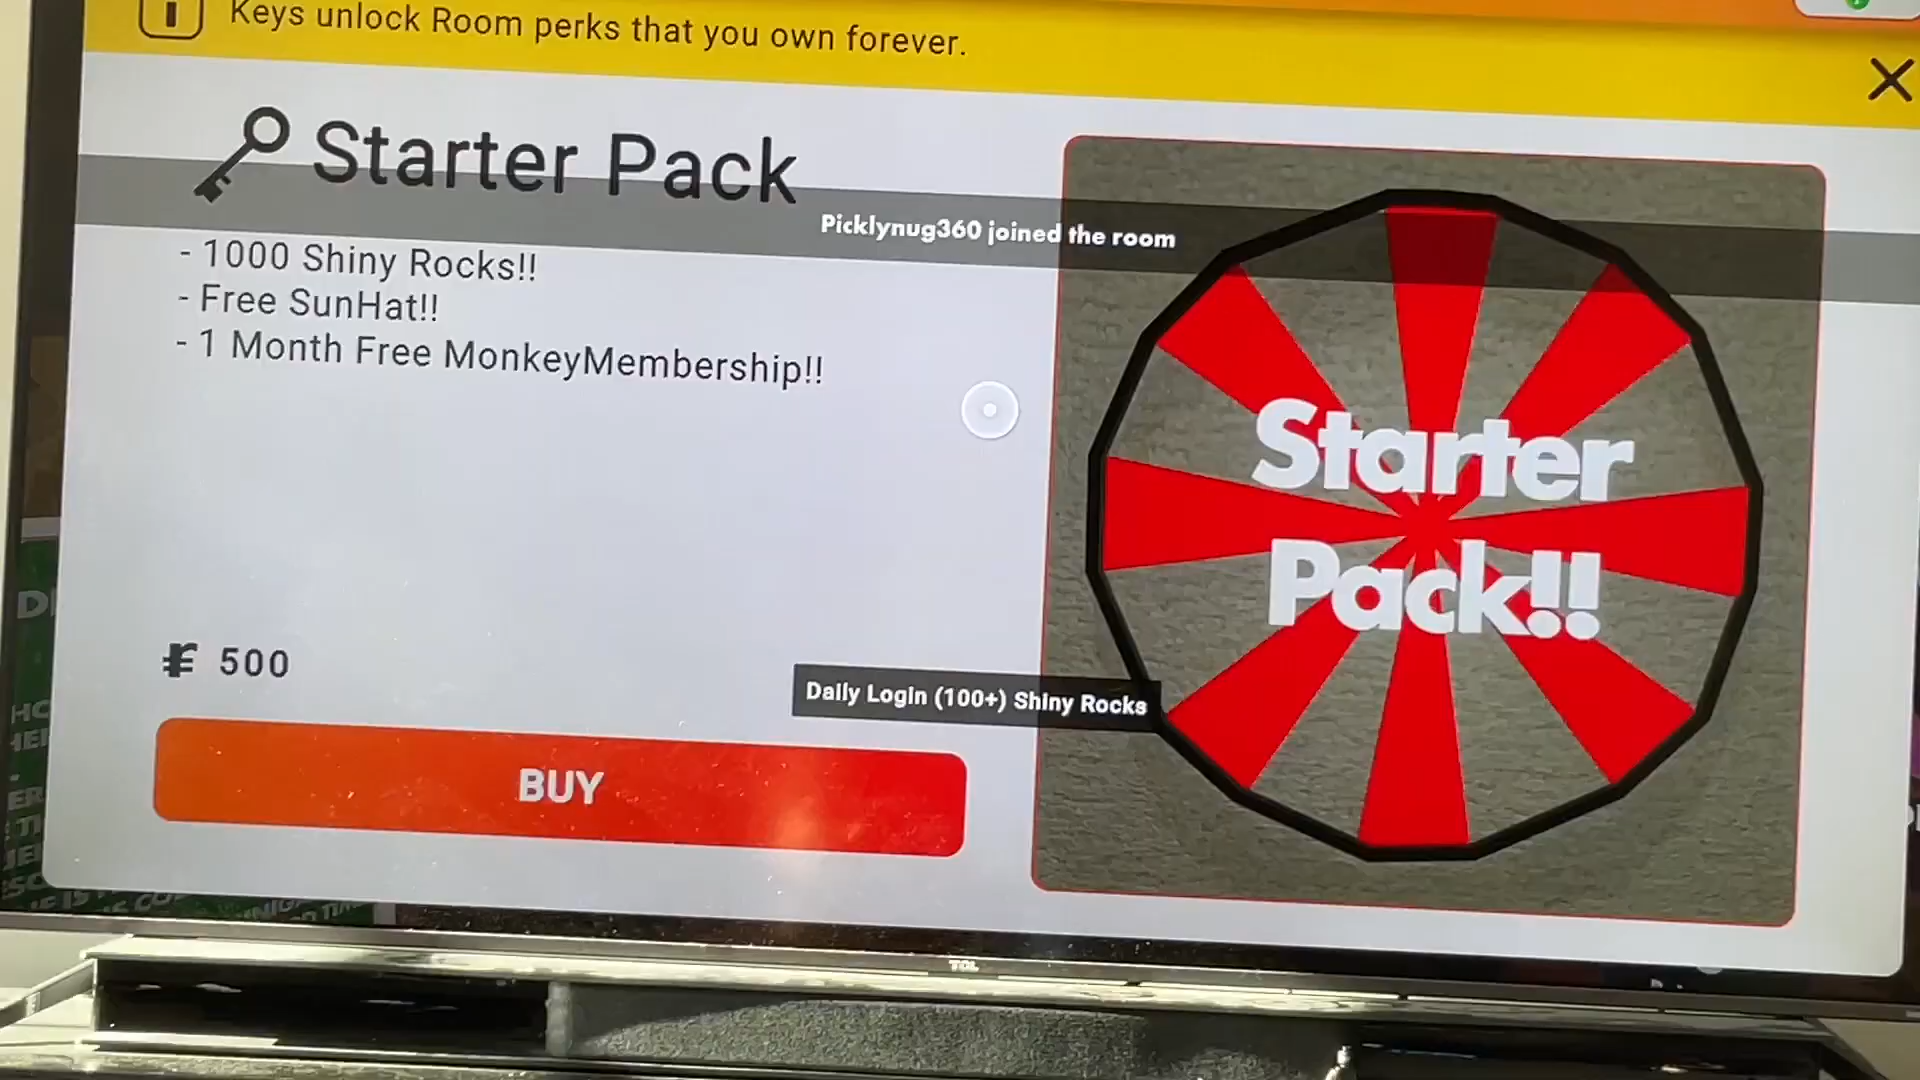 Keys unlock Room perks that you own forever.
Starter Pack
Picklynug360 joined the room
- 1000 Shiny Rocks!!
- Free SunHat!!
- 1 Month Free MonkeyMembership!!
Starter
Pack!!
500
Daily Login (100+) Shiny Rocks
BUY
TCL